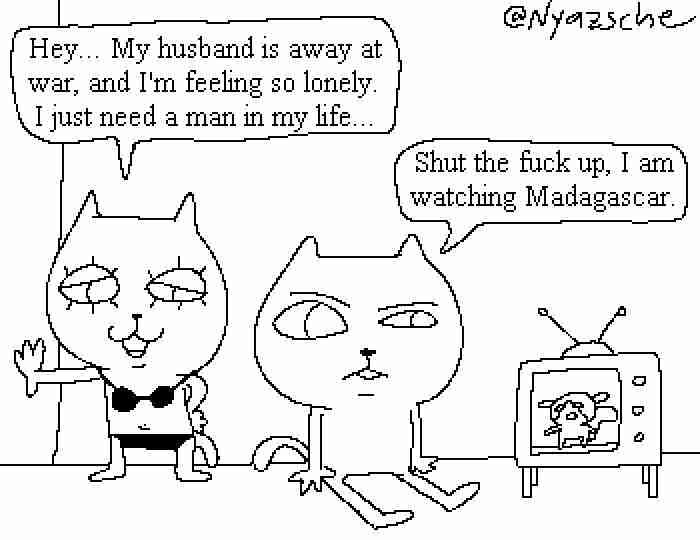 @Nyazsche
Hey... My husband is away at
war, and I'm feeling so lonely.
I just need a man in my life...
Shut the fuck up, I am
watching Madagascar.